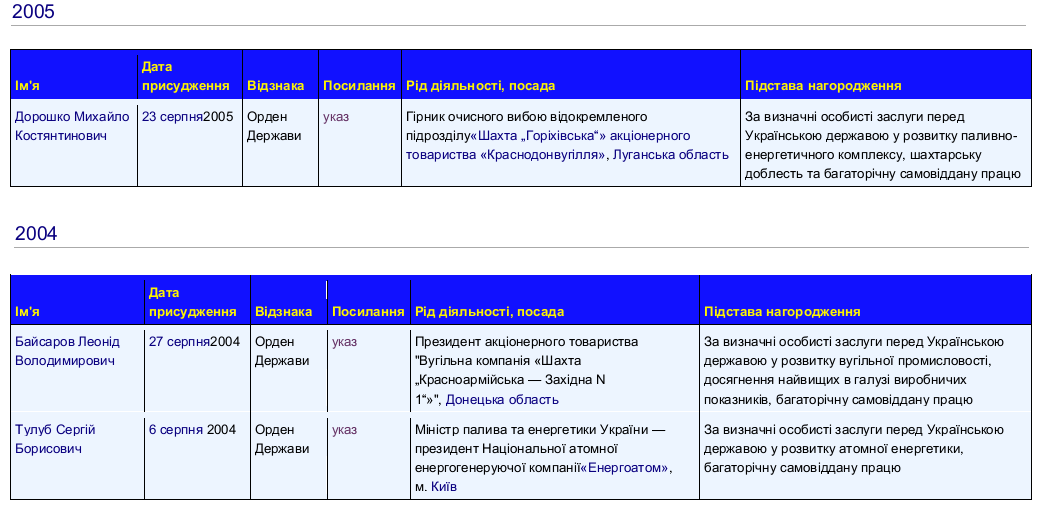 2005
Ім'я Дата присудження Відзнака Посилання Рід діяльності, посада Підстава нагородження
Дорошко Михайло 23 серпня2005 Орден указ Гірник очисного вибою відокремленого За визначні особисті заслуги перед
Костянтинович Держави підрозділу«Шахта „Горіхівська“» акціонерного Українською державою у розвитку паливно-
товариства «Краснодонвугілля», Луганська область енергетичного комплексу, шахтарську
доблесть та багаторічну самовіддану працю
2004
Ім'я Дата присудження Відзнака Посилання Рід діяльності, посада Підстава нагородження
Байсаров Леонід 27 серпня2004 Орден указ Президент акціонерного товариства За визначні особисті заслуги перед Українською
Володимирович Держави "Вугільна компанія «Шахта державою у розвитку вугільної промисловості,
„Красноармійська — Західна N досягнення найвищих в галузі виробничих
1“»", Донецька область показників, багаторічну самовіддану працю
Тулуб Сергій 6 серпня 2004 Орден указ Міністр палива та енергетики України — За визначні особисті заслуги перед Українською
Борисович Держави президент Національної атомної державою у розвитку атомної енергетики,
енергогенеруючої компанії«Енергоатом», багаторічну самовіддану працю
м. Київ